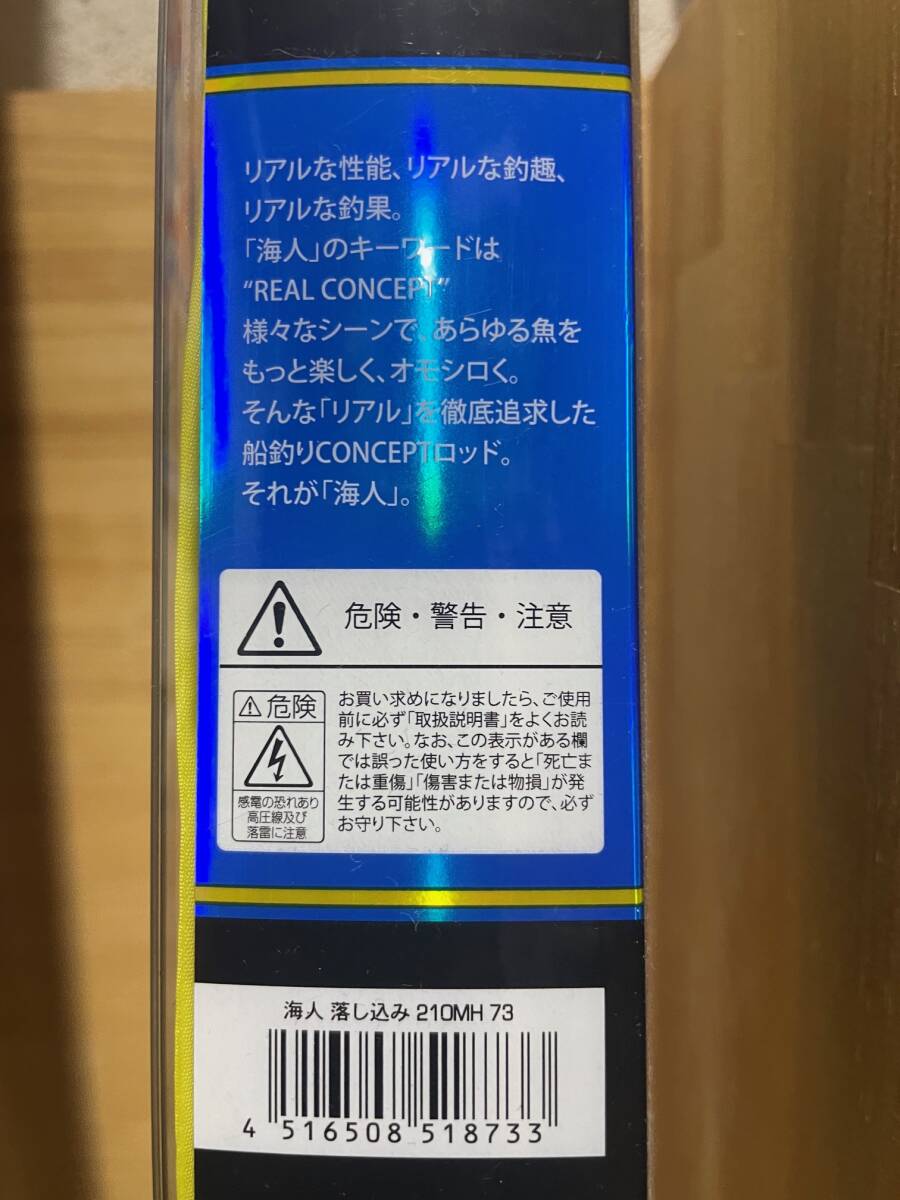 リアルな性能、リアルな釣趣、
リアルな釣果。
「海人」のキーワードは
“REAL CONCEPT”
様々なシーンで、あらゆる魚を
もっと楽しく、オモシロく。
そんな「リアル」を徹底追求した
船釣りCONCEPTロッド。
それが「海人」。
危険・警告・注意
危険
感電の恐れあり
高圧線及び
落雷に注意
お買い求めになりましたら、ご使用
前に必ず「取扱説明書」をよくお読
み下さい。なお、この表示がある欄
では誤った使い方をすると「死亡ま
たは重傷」「傷害または物損」が発
生する可能性がありますので、必ず
お守り下さい。
海人 落し込み 210MH 73
4 516508 518733